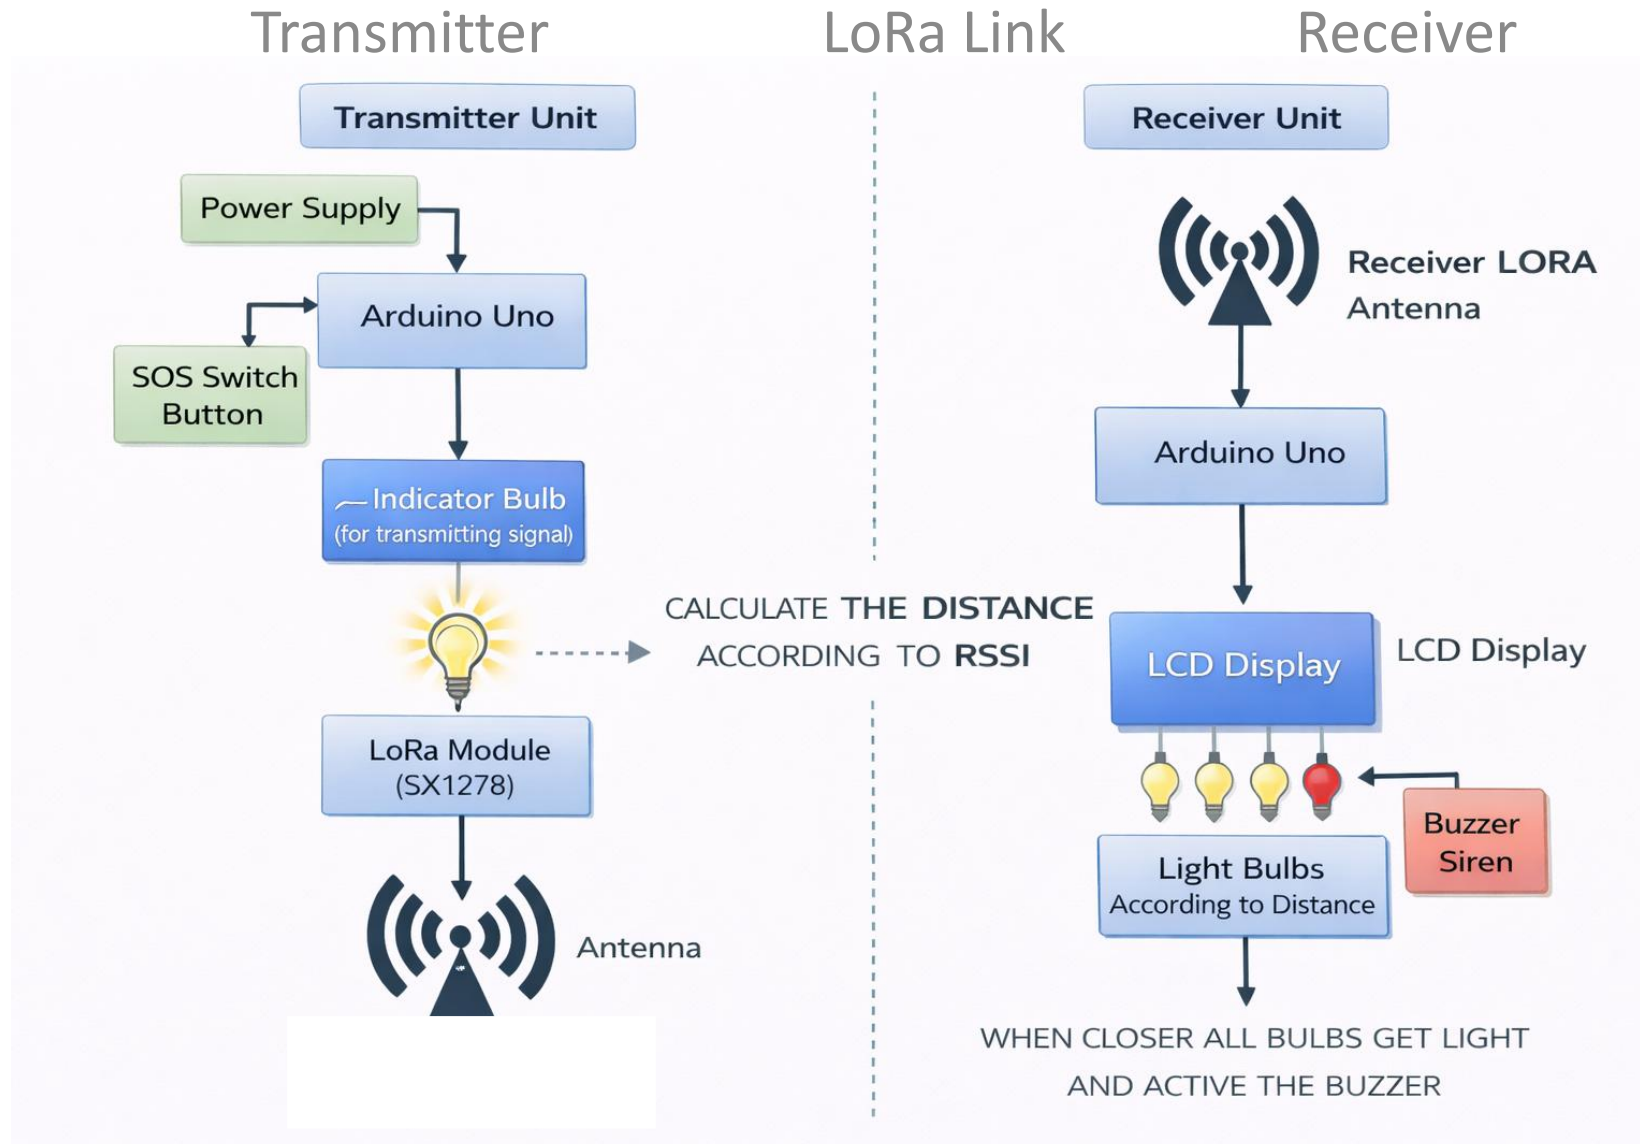 Transmitter
LoRa Link
Receiver
Transmitter Unit
Power Supply
Arduino Uno
SOS Switch
Button
Indicator Bulb
(for transmitting signal)
CALCULATE THE DISTANCE
ACCORDING TO RSSI
LoRa Module
(SX1278)
Antenna
Receiver Unit
Receiver LORA
Antenna
Arduino Uno
LCD Display
LCD Display
Buzzer
Siren
Light Bulbs
According to Distance
WHEN CLOSER ALL BULBS GET LIGHT
AND ACTIVE THE BUZZER